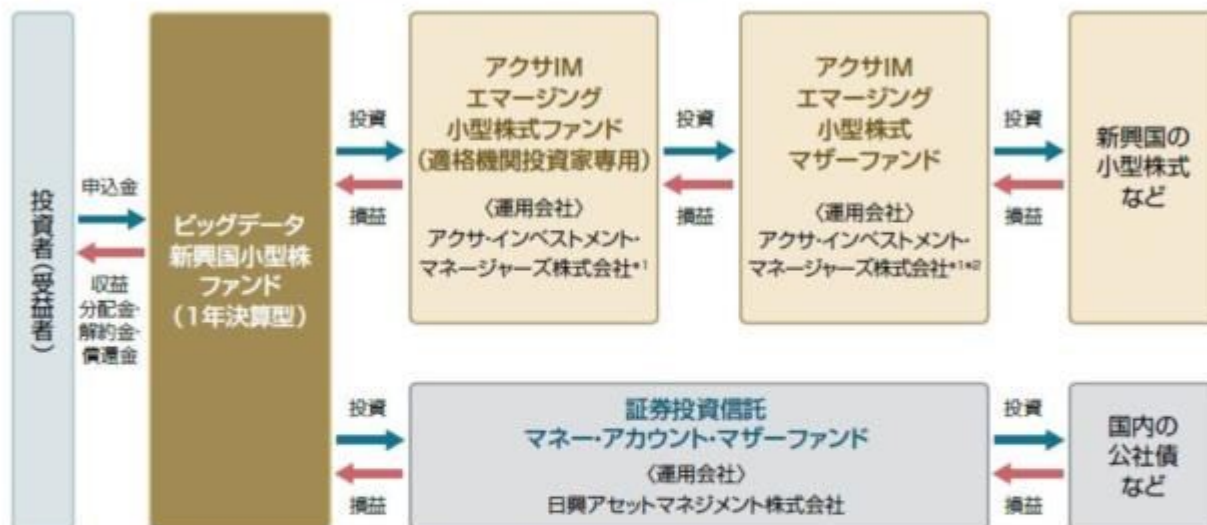 投資者(受益者)
申込金
収益
分配金・
解約金・
償還金
ビッグデータ
新興国小型株
ファンド
(1年決算型)
投資
損益
アクサIM
エマージング
小型株式ファンド
(適格機関投資家専用)
〈運用会社〉
アクサ・インベストメント・
マネージャーズ株式会社*1
投資
損益
アクサIM
エマージング
小型株式
マザーファンド
〈運用会社〉
アクサ・インベストメント・
マネージャーズ株式会社*1*2
投資
損益
新興国の
小型株式
など
投資
損益
証券投資信託
マネー・アカウント・マザーファンド
〈運用会社〉
日興アセットマネジメント株式会社
投資
損益
国内の
公社債
など